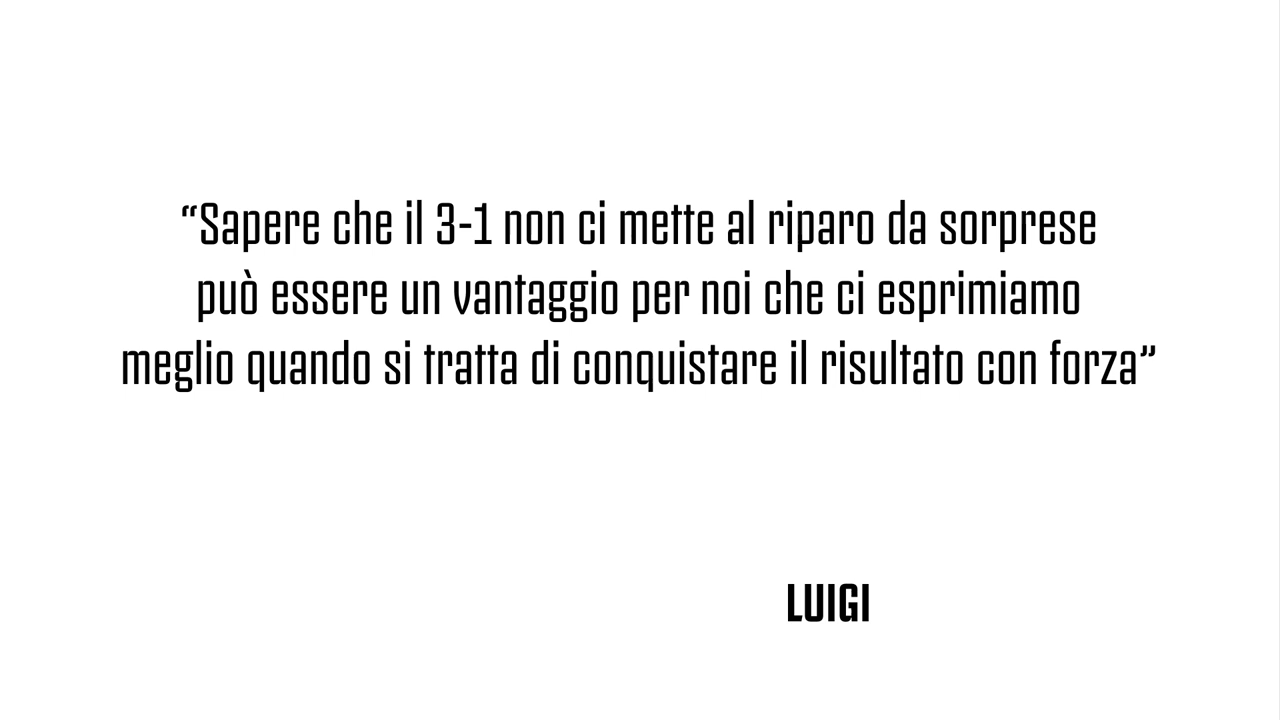 “Sapere che il 3-1 non ci mette al riparo da sorprese
può essere un vantaggio per noi che ci esprimiamo
meglio quando si tratta di conquistare il risultato con forza”
LUIGI